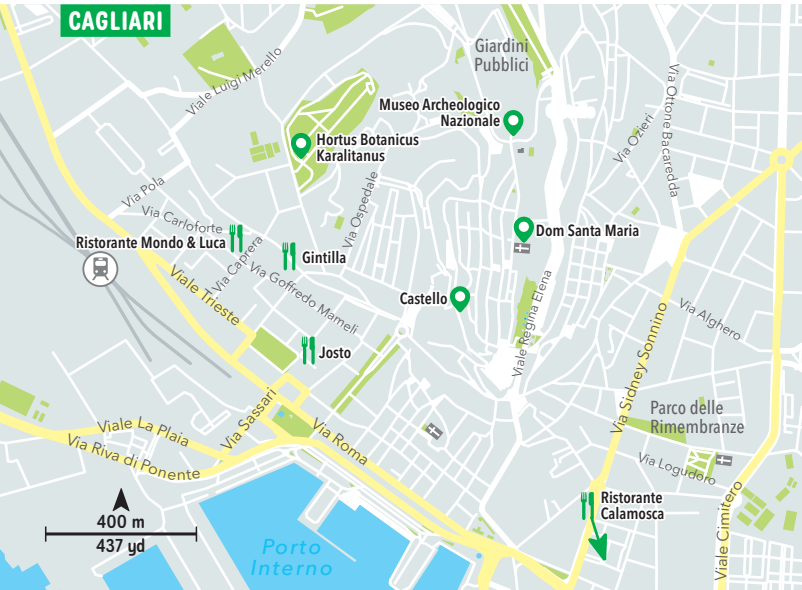 CAGLIARI
Giardini
Pubblici
Viale Luigi Merello
Museo Archeologico
Nazionale
Via Ottone Bacaredda
Via Ozieri
Hortus Botanicus
Karalitanus
Via Pola
Via Ospedale
Via Carloforte
Ristorante Mondo & Luca
Dom Santa Maria
Via Caprera
Gintilla
Via Goffredo Mameli
Viale Trieste
Castello
Viale Regina Elena
Via Sidney Sonnino
Via Alghero
Josto
Via Sassari
Parco delle
Rimembranze
Viale La Plaia
Via Roma
Via Riva di Ponente
Via Logudoro
Viale Cimitero
Ristorante
Calamosca
400 m
437 yd
Porto
Interno